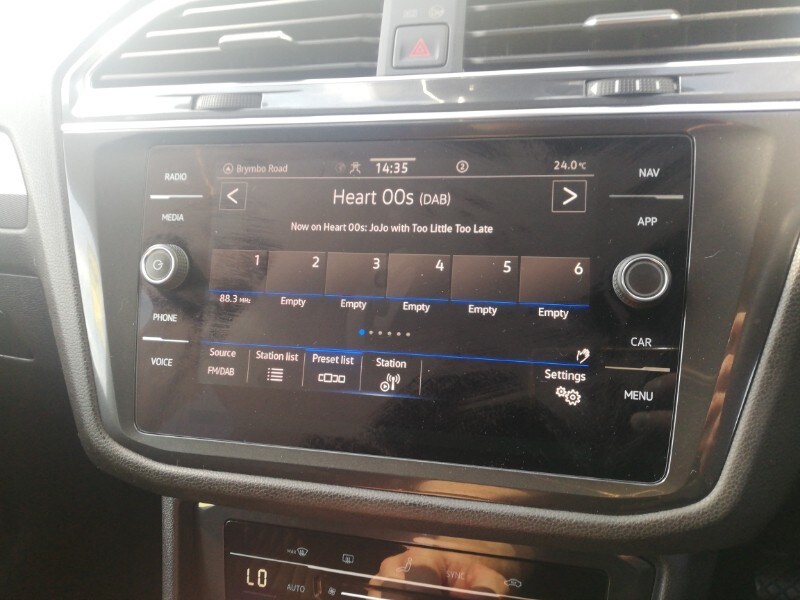 Brymbo Road 14:35 2 24.0°C
RADIO
NAV
Heart 00s (DAB)
MEDIA
APP
Now on Heart 00s: JoJo with Too Little Too Late
1 2 3 4 5 6
88.3 MHz Empty Empty Empty Empty Empty
PHONE
CAR
VOICE
Source Station list Preset list Station
FM/DAB
Settings
MENU
MAX
LO AUTO SYNC